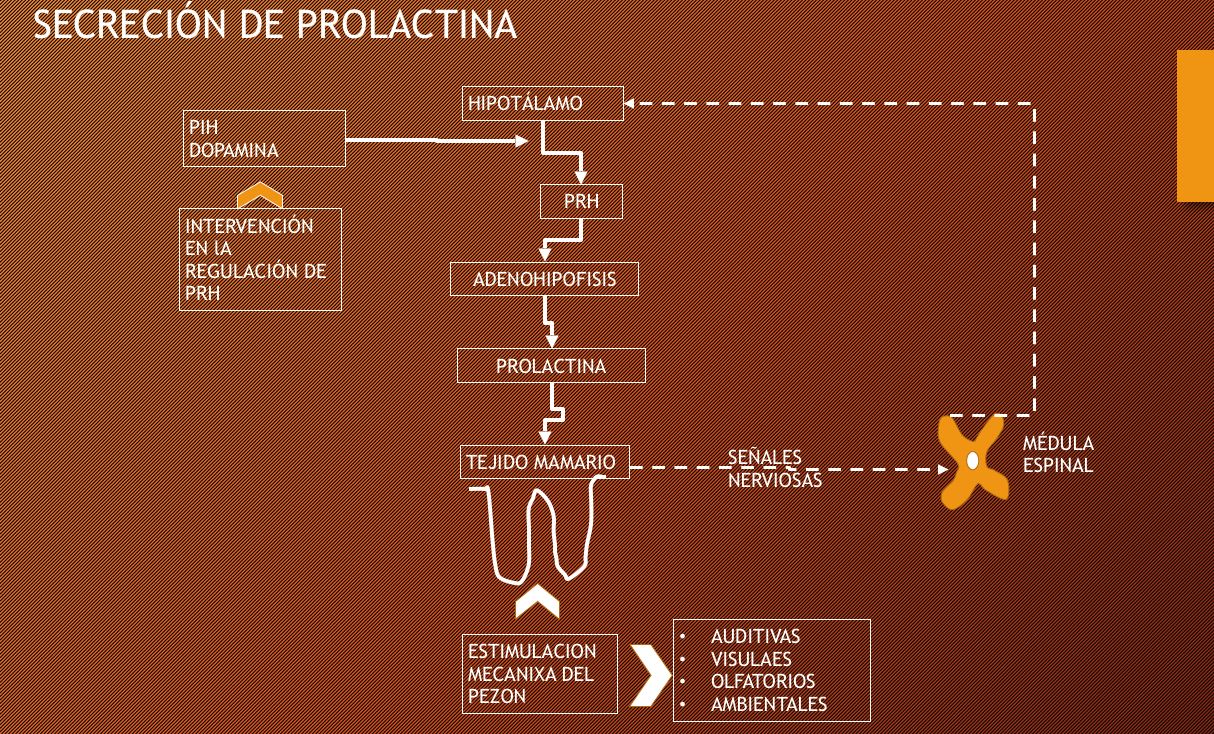 SECRECIÓN DE PROLACTINA
HIPOTÁLAMO
PIH
DOPAMINA
PRH
INTERVENCIÓN
EN lA
REGULACIÓN DE
PRH
ADENOHIPOFISIS
PROLACTINA
TEJIDO MAMARIO
SEÑALES
NERVIOSAS
MÉDULA
ESPINAL
ESTIMULACION
MECANIXA DEL
PEZON
• AUDITIVAS
• VISULAES
• OLFATORIOS
• AMBIENTALES